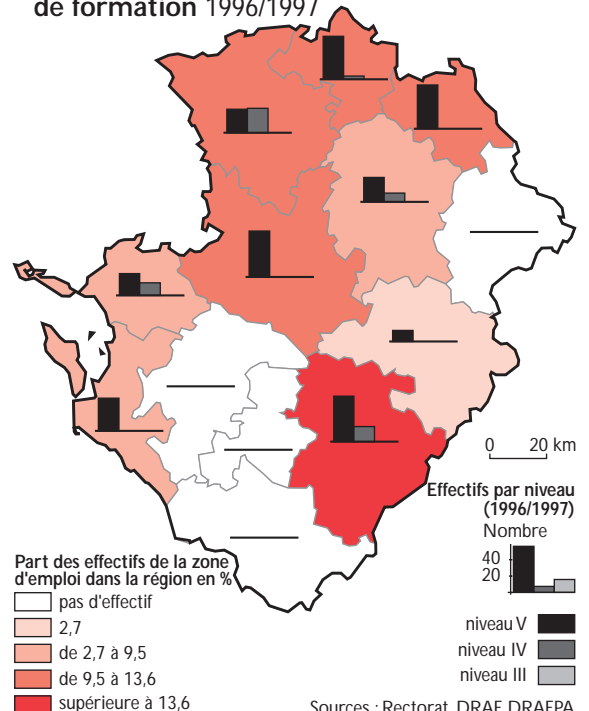 de formation 1996/1997
0 20 km
Effectifs par niveau
(1996/1997)
Nombre
40
20
niveau V
niveau IV
niveau III
Part des effectifs de la zone
d'emploi dans la région en %
pas d'effectif
2,7
de 2,7 à 9,5
de 9,5 à 13,6
supérieure à 13,6
Sources : Rectorat, DRAF, DRAFPA